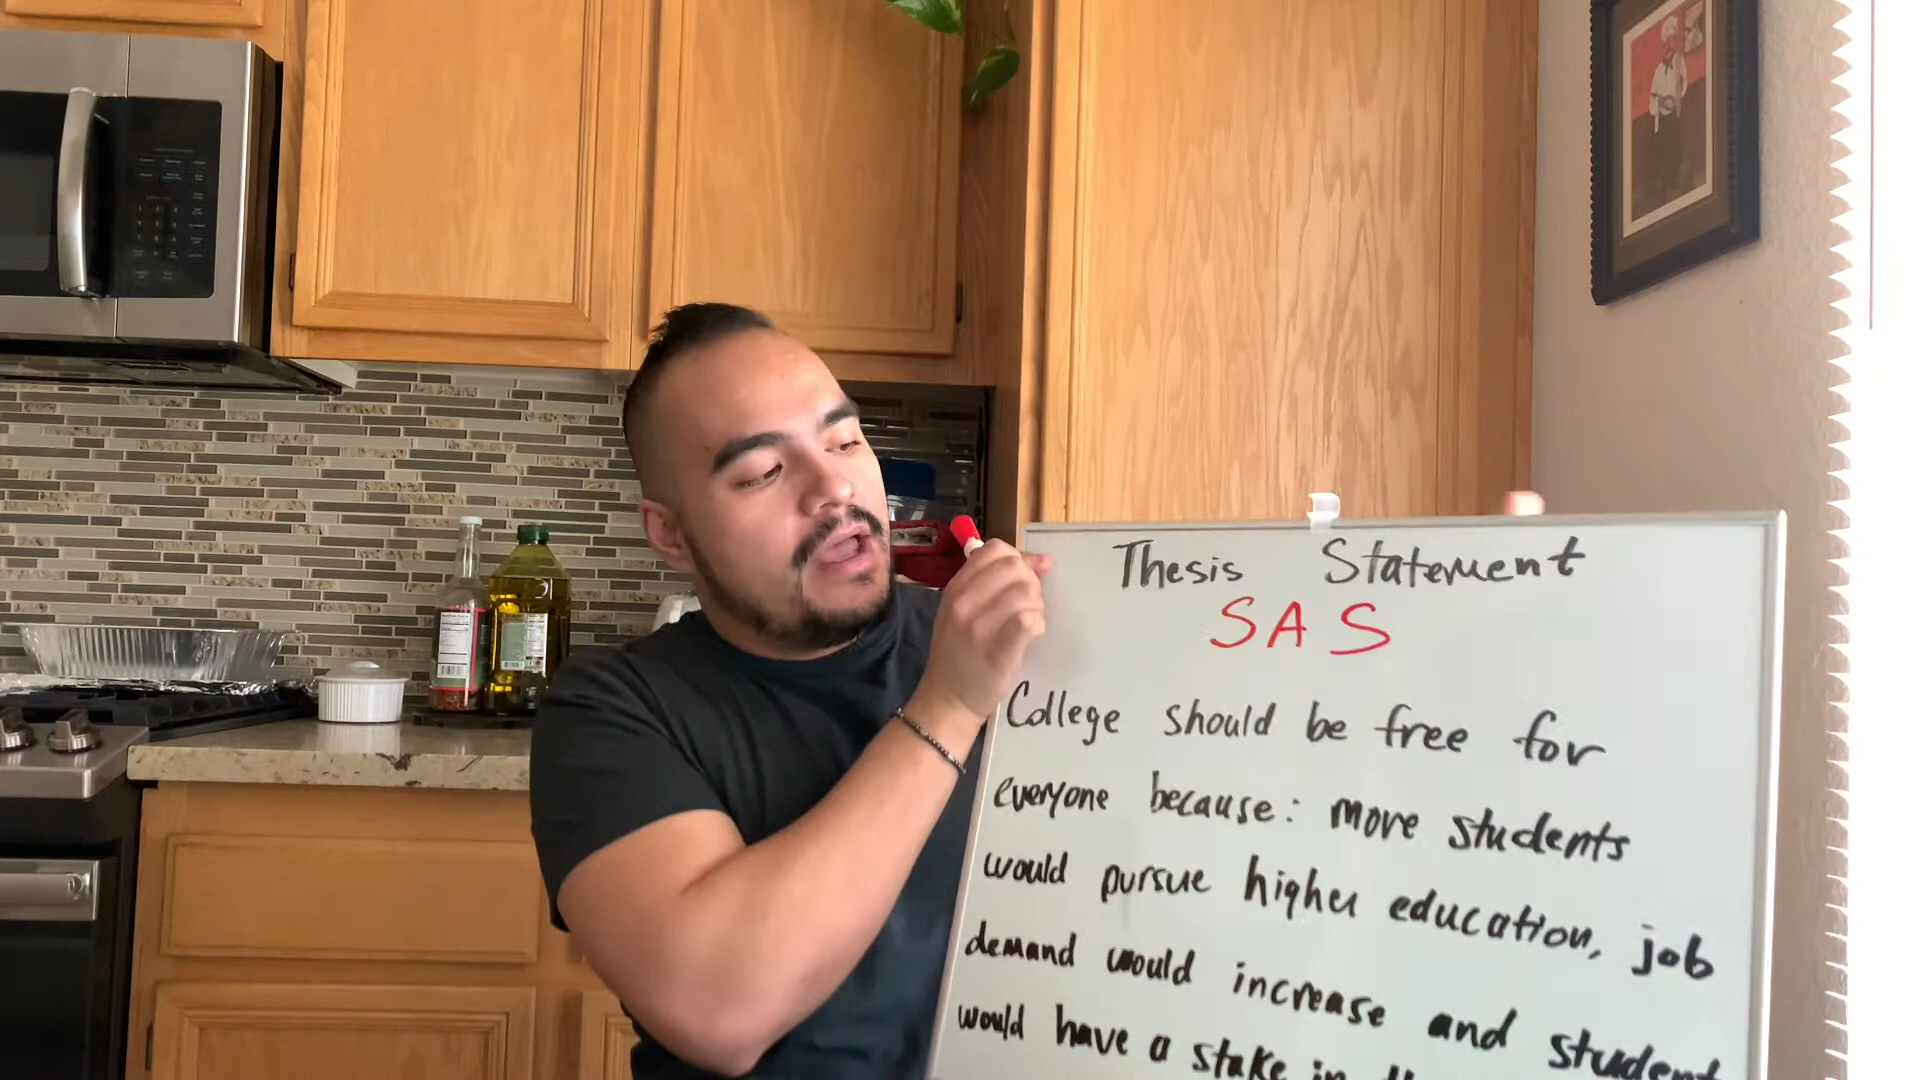 Thesis Statement
SAS
College should be free for
everyone because: more students
would pursue higher education, job
demand would increase and student
would have a stake in